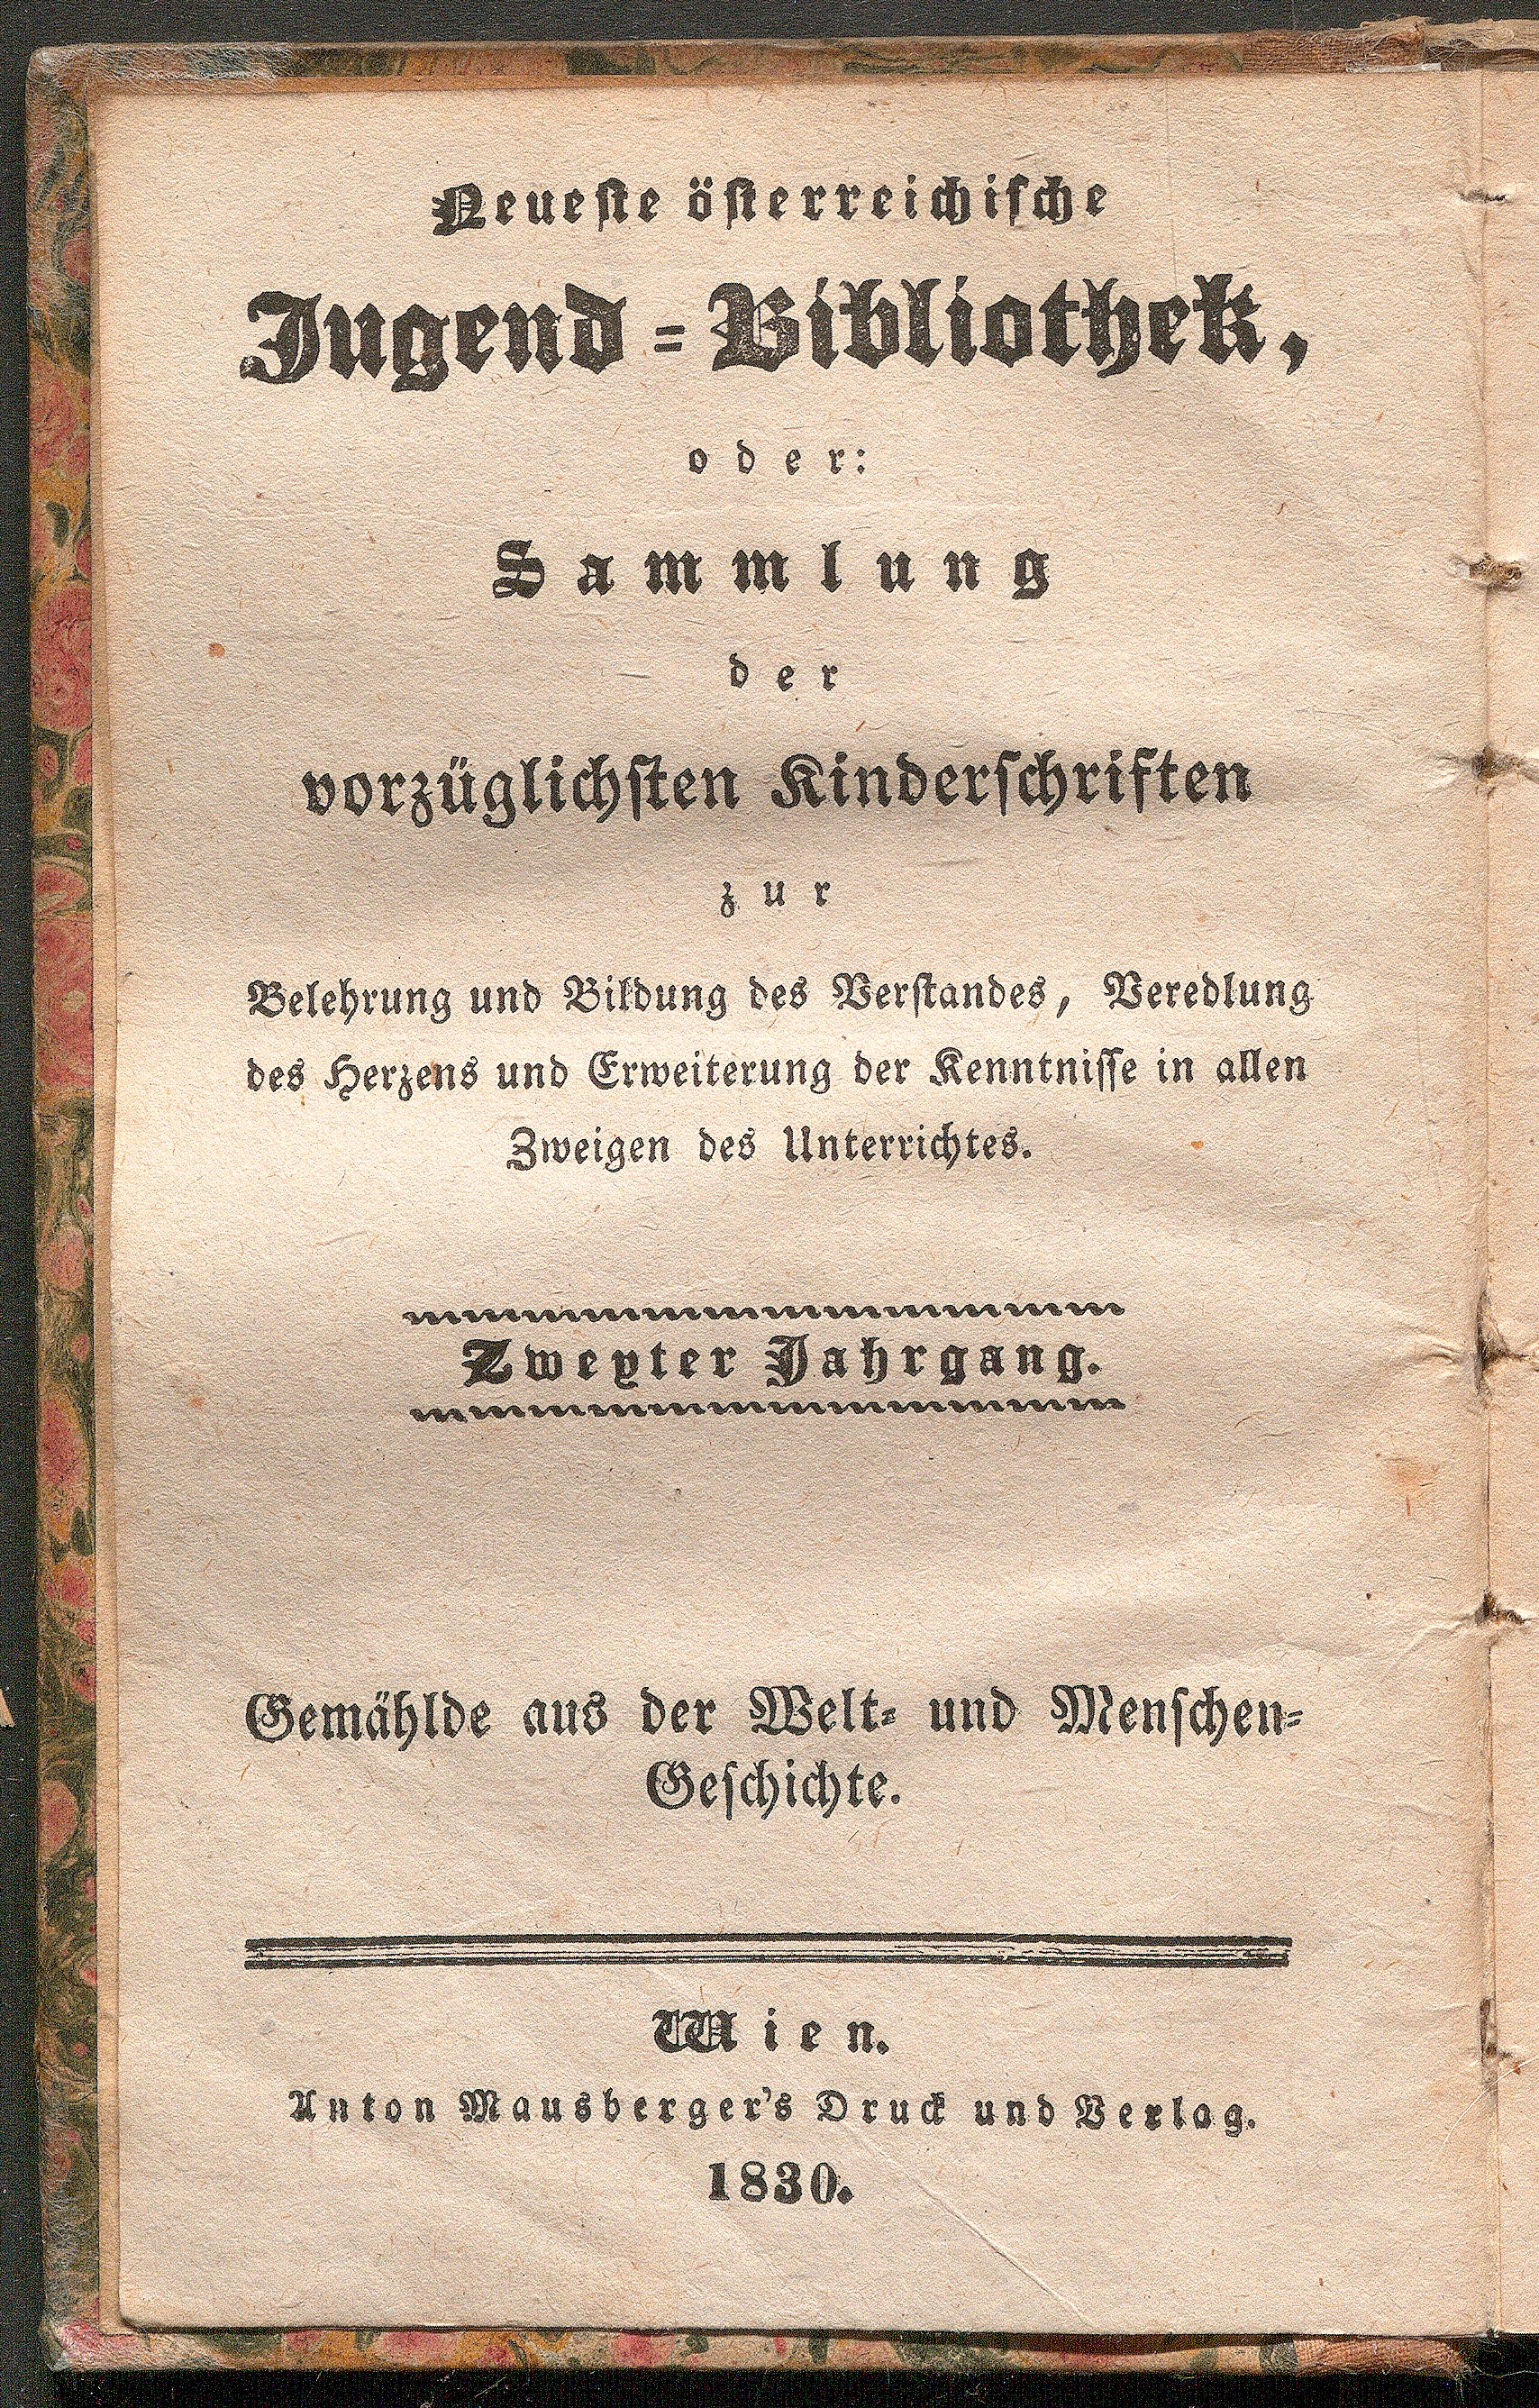 Neueste österreichische
Jugend=Bibliothek,
oder:
Sammlung
der
vorzüglichsten Kinderschriften
zur
Belehrung und Bildung des Verstandes, Veredlung
des Herzens und Erweiterung der Kenntnisse in allen
Zweigen des Unterrichtes.
Zweyter Jahrgang.
Gemählde aus der Welt= und Menschen=
Geschichte.
Wien.
Anton Mausberger's Druck und Verlag.
1830.